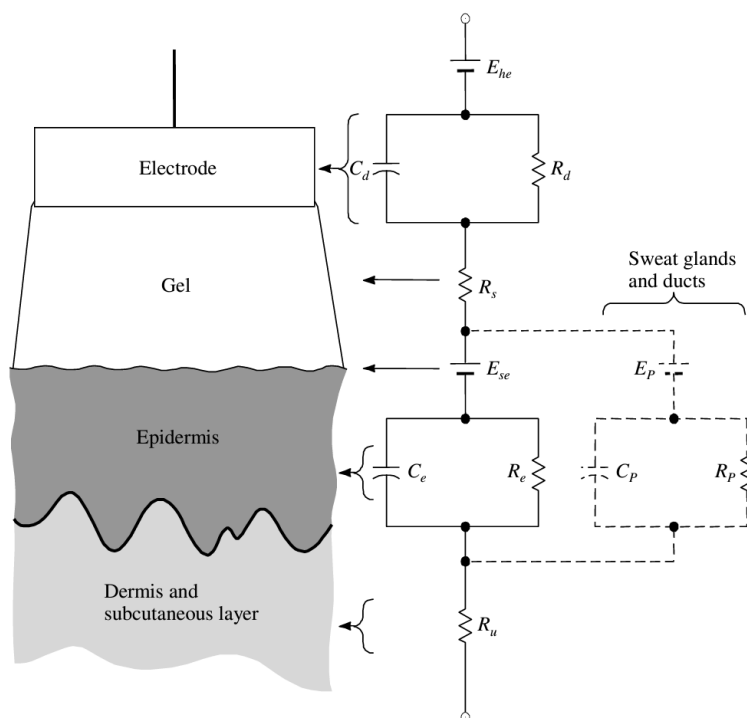 E_he
Electrode
C_d
R_d
Sweat glands
and ducts
Gel
R_s
E_se
E_P
Epidermis
C_e
R_e
C_P
R_P
Dermis and
subcutaneous layer
R_u